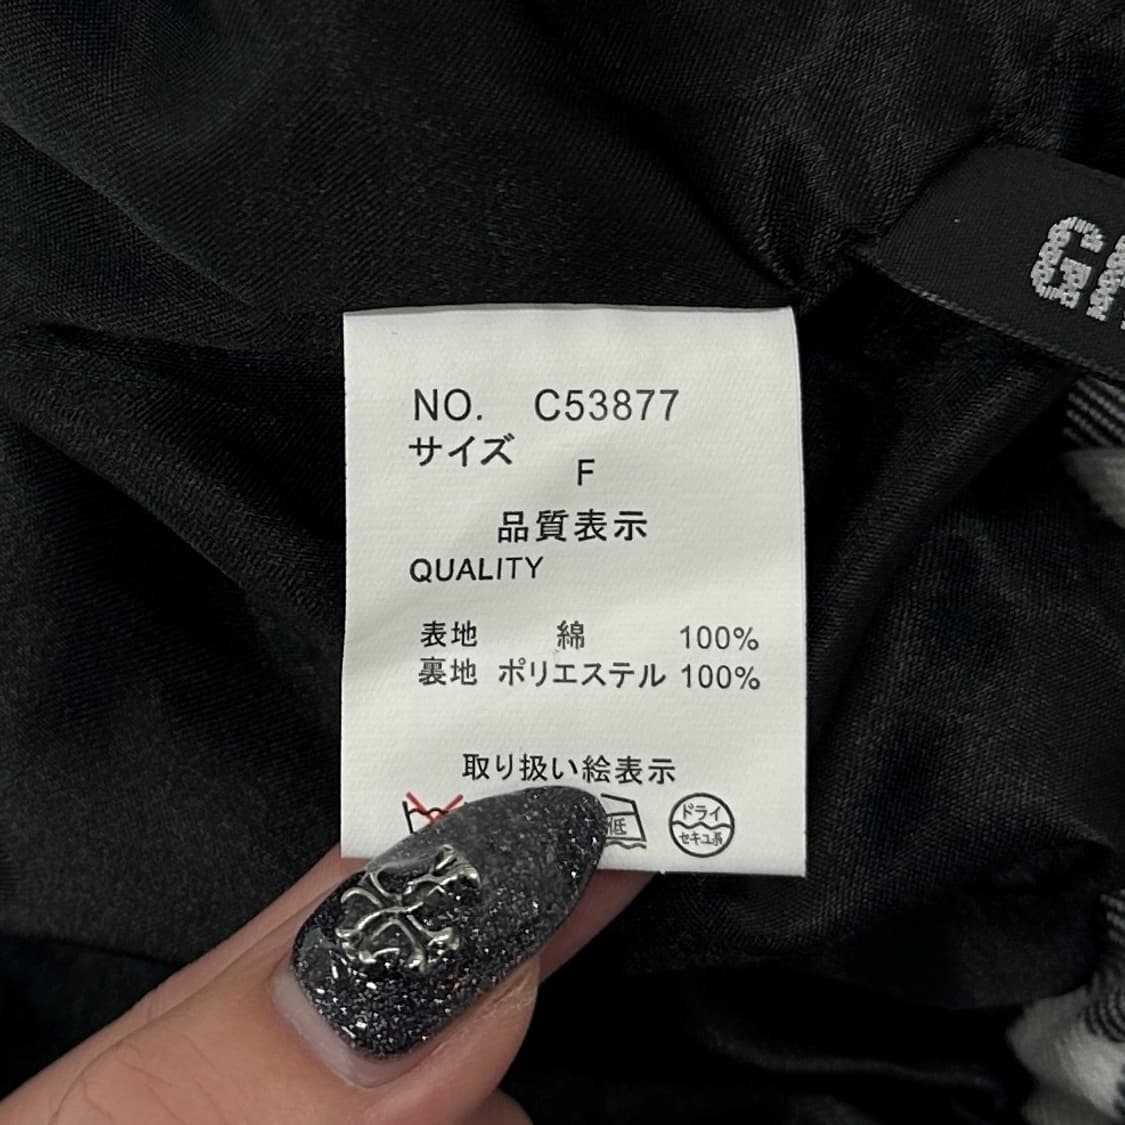 NO. C53877
サイズ
F
品質表示
QUALITY
表地 綿 100%
裏地 ポリエステル 100%
取り扱い絵表示
低
ドライ
セキユ系